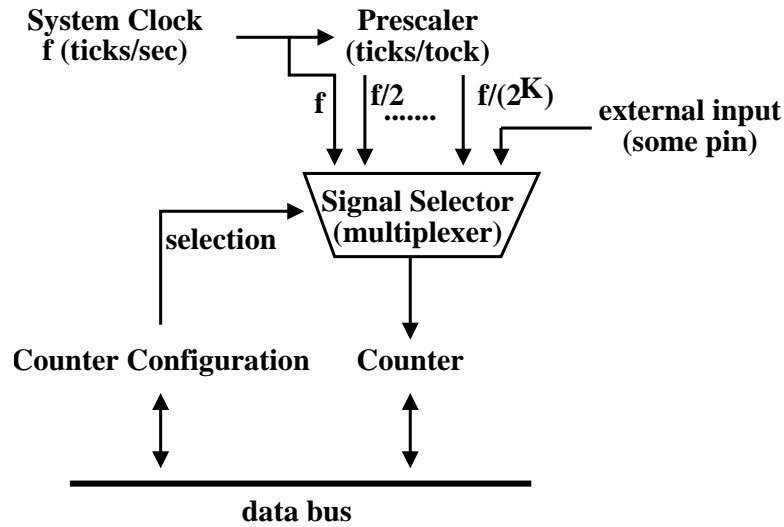 System Clock
f (ticks/sec)
Prescaler
(ticks/tock)
f
f/2
.......
f/(2K)
external input
(some pin)
Signal Selector
(multiplexer)
selection
Counter Configuration
Counter
data bus